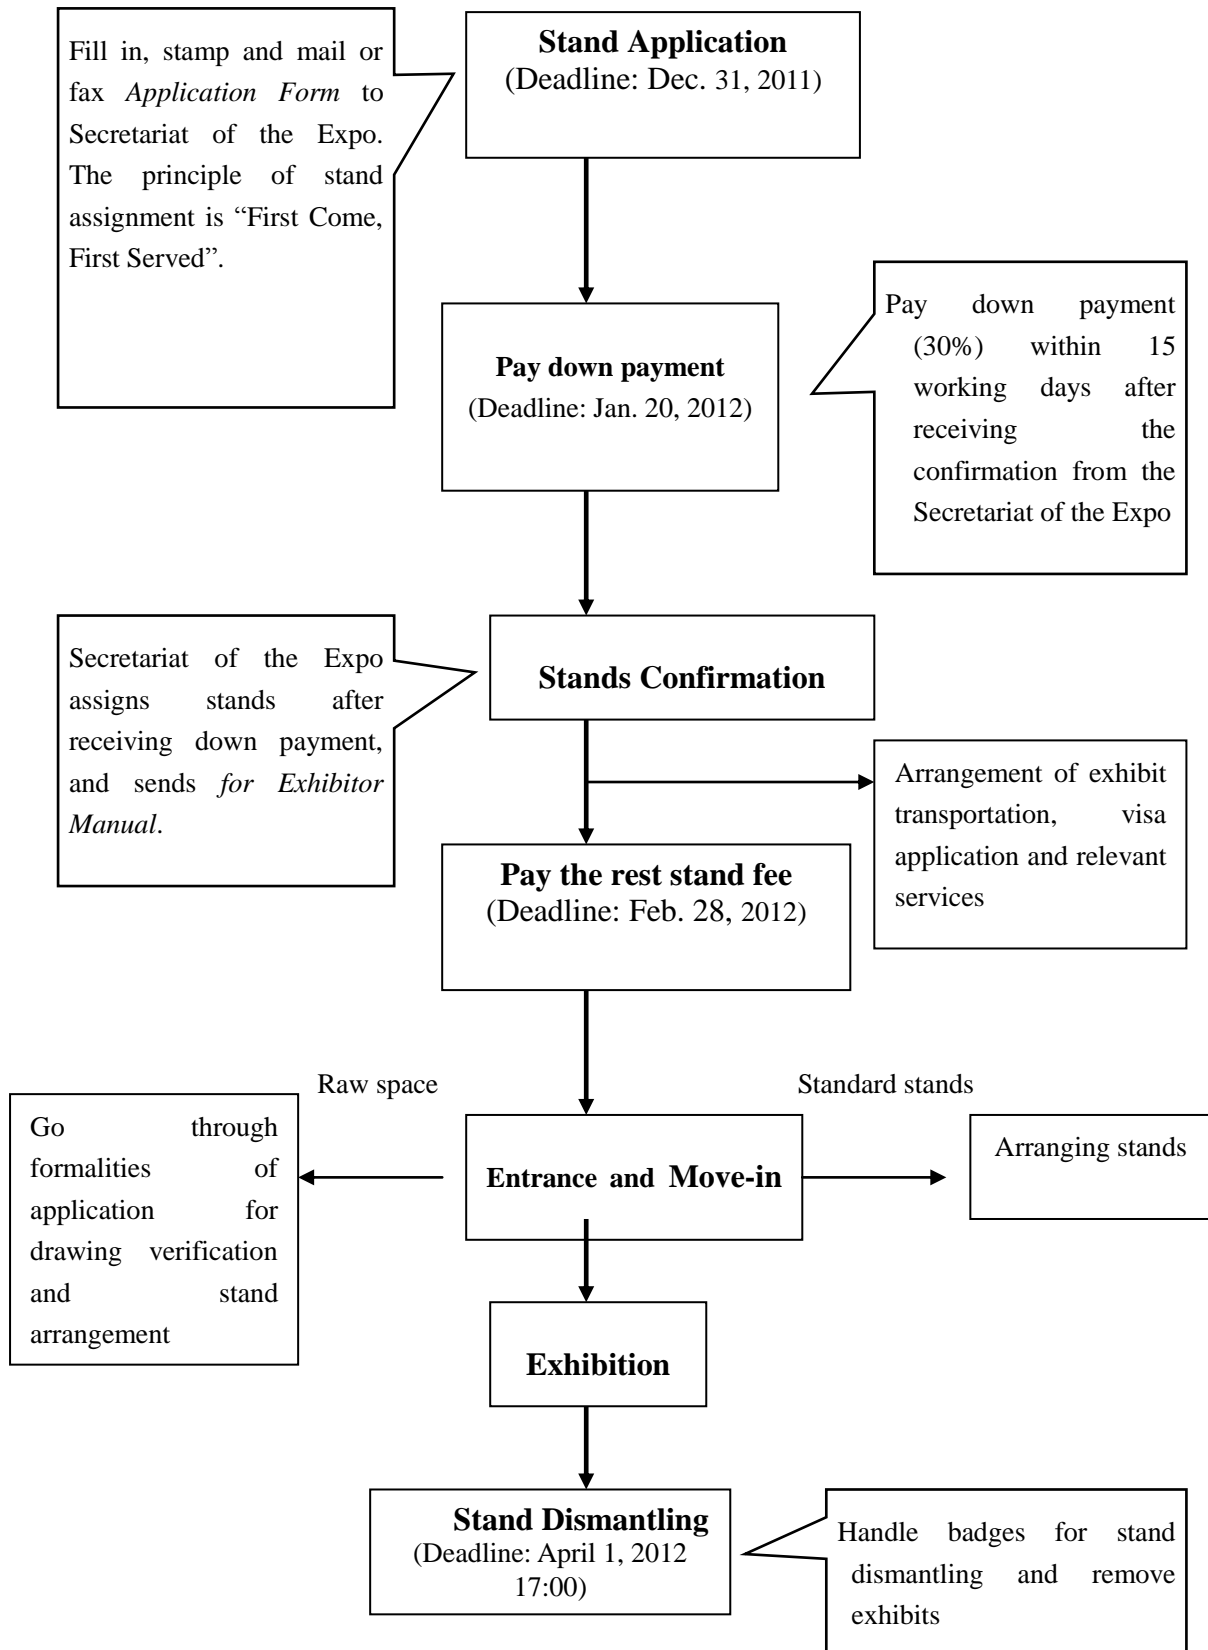 Fill in, stamp and mail or
fax Application Form to
Secretariat of the Expo.
The principle of stand
assignment is “First Come,
First Served”.
Stand Application
(Deadline: Dec. 31, 2011)
Pay down payment
(Deadline: Jan. 20, 2012)
Pay down payment
(30%) within 15
working days after
receiving the
confirmation from the
Secretariat of the Expo
Secretariat of the Expo
assigns stands after
receiving down payment,
and sends for Exhibitor
Manual.
Stands Confirmation
Arrangement of exhibit
transportation, visa
application and relevant
services
Pay the rest stand fee
(Deadline: Feb. 28, 2012)
Raw space
Standard stands
Go through
formalities of
application for
drawing verification
and stand
arrangement
Entrance and Move-in
Arranging stands
Exhibition
Stand Dismantling
(Deadline: April 1, 2012
17:00)
Handle badges for stand
dismantling and remove
exhibits